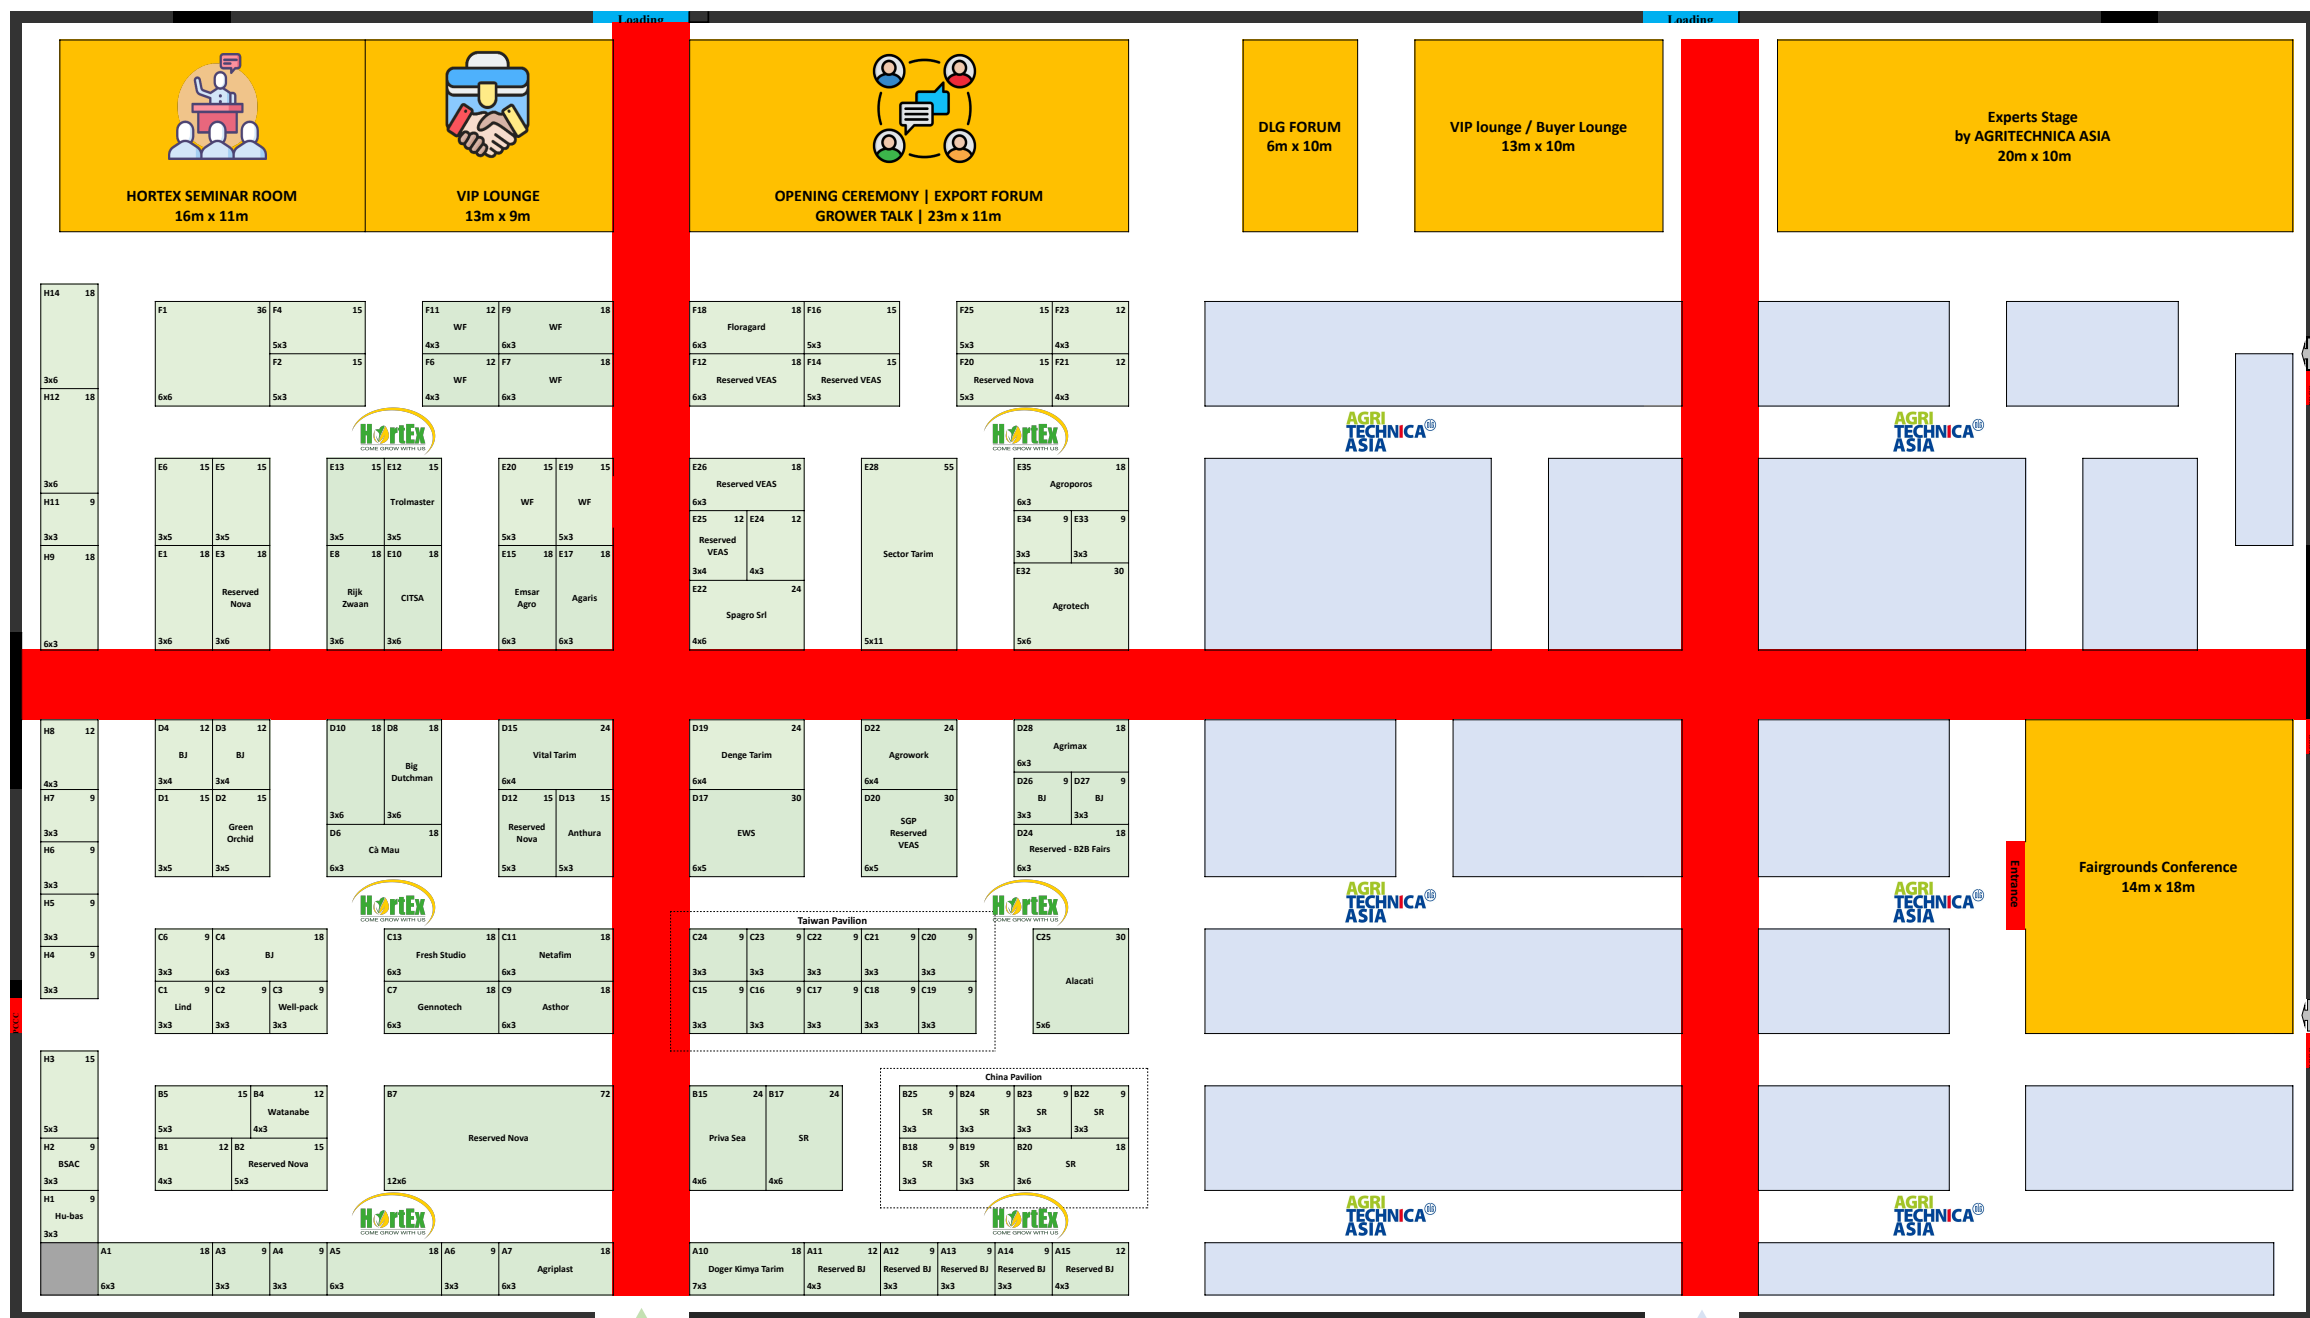 Loading
Loading
HORTEX SEMINAR ROOM
16m x 11m
VIP LOUNGE
13m x 9m
OPENING CEREMONY | EXPORT FORUM
GROWER TALK | 23m x 11m
DLG FORUM
6m x 10m
VIP lounge / Buyer Lounge
13m x 10m
Experts Stage
by AGRITECHNICA ASIA
20m x 10m
H14 18
3x6
H12 18
3x6
H11 9
3x3
H9 18
6x3
F1 36
6x6
F4 15
5x3
F2 15
5x3
F11 12
WF
4x3
F9 18
WF
6x3
F6 12
WF
4x3
F7 18
WF
6x3
F18 18
Floragard
6x3
F16 15
5x3
F12 18
Reserved VEAS
6x3
F14 15
Reserved VEAS
5x3
F25 15
5x3
F23 12
4x3
F20 15
Reserved Nova
5x3
F21 12
4x3
HortEx
COME GROW WITH US
HortEx
COME GROW WITH US
AGRI
TECHNICA
ASIA
AGRI
TECHNICA
ASIA
E6 15
3x5
E5 15
3x5
E1 18
3x6
E3 18
Reserved
Nova
3x6
E13 15
3x5
E12 15
Trolmaster
3x5
E8 18
Rijk
Zwaan
3x6
E10 18
CITSA
3x6
E20 15
WF
5x3
E19 15
WF
5x3
E15 18
Emsar
Agro
6x3
E17 18
Agaris
6x3
E26 18
Reserved VEAS
6x3
E25 12
Reserved
VEAS
3x4
E24 12
4x3
E22 24
Spagro Srl
4x6
E28 55
Sector Tarim
5x11
E35 18
Agroporos
6x3
E34 9
3x3
E33 9
3x3
E32 30
Agrotech
5x6
H8 12
4x3
H7 9
3x3
H6 9
3x3
H5 9
3x3
H4 9
3x3
D4 12
BJ
3x4
D3 12
BJ
3x4
D1 15
3x5
D2 15
Green
Orchid
3x5
D10 18
3x6
D8 18
Big
Dutchman
3x6
D6 18
Cà Mau
6x3
D15 24
Vital Tarim
6x4
D12 15
Reserved
Nova
5x3
D13 15
Anthura
5x3
D19 24
Denge Tarim
6x4
D17 30
EWS
6x5
D22 24
Agrowork
6x4
D20 30
SGP
Reserved
VEAS
6x5
D28 18
Agrimax
6x3
D26 9
BJ
3x3
D27 9
BJ
3x3
D24 18
Reserved - B2B Fairs
6x3
Entrance
Fairgrounds Conference
14m x 18m
HortEx
COME GROW WITH US
HortEx
COME GROW WITH US
AGRI
TECHNICA
ASIA
AGRI
TECHNICA
ASIA
C6 9
3x3
C4 18
BJ
6x3
C1 9
Lind
3x3
C2 9
3x3
C3 9
Well-pack
3x3
C13 18
Fresh Studio
6x3
C11 18
Netafim
6x3
C7 18
Gennotech
6x3
C9 18
Asthor
6x3
Taiwan Pavilion
C24 9
3x3
C23 9
3x3
C22 9
3x3
C21 9
3x3
C20 9
3x3
C15 9
3x3
C16 9
3x3
C17 9
3x3
C18 9
3x3
C19 9
3x3
C25 30
Alacati
5x6
H3 15
5x3
H2 9
BSAC
3x3
H1 9
Hu-bas
3x3
B5 15
5x3
B4 12
Watanabe
4x3
B1 12
4x3
B2 15
Reserved Nova
5x3
B7 72
Reserved Nova
12x6
B15 24
Priva Sea
4x6
B17 24
SR
4x6
China Pavilion
B25 9
SR
3x3
B24 9
SR
3x3
B23 9
SR
3x3
B22 9
SR
3x3
B18 9
SR
3x3
B19 9
SR
3x3
B20 18
SR
3x6
HortEx
COME GROW WITH US
HortEx
COME GROW WITH US
AGRI
TECHNICA
ASIA
AGRI
TECHNICA
ASIA
A1 18
6x3
A3 9
3x3
A4 9
3x3
A5 18
6x3
A6 9
3x3
A7 18
Agriplast
6x3
A10 18
Doger Kimya Tarim
7x3
A11 12
Reserved BJ
4x3
A12 9
Reserved BJ
3x3
A13 9
Reserved BJ
3x3
A14 9
Reserved BJ
3x3
A15 12
Reserved BJ
4x3